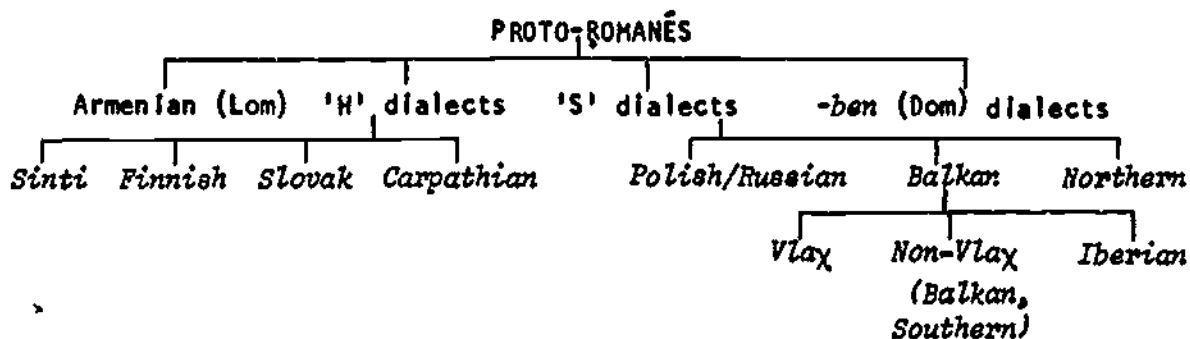 PROTO-ROMANÉS
Armenian (Lom) 'H' dialects 'S' dialects -ben (Dom) dialects
Sinti Finnish Slovak Carpathian Polish/Russian Balkan Northern
Vlaχ Non-Vlaχ Iberian
(Balkan,
Southern)